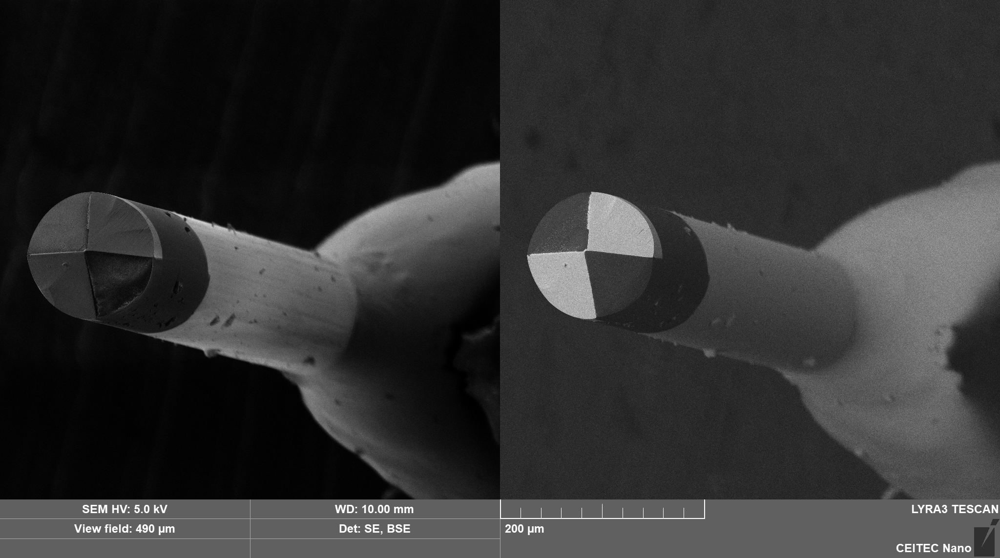 SEM HV: 5.0 kV
WD: 10.00 mm
LYRA3 TESCAN
View field: 490 µm
Det: SE, BSE
200 µm
CEITEC Nano